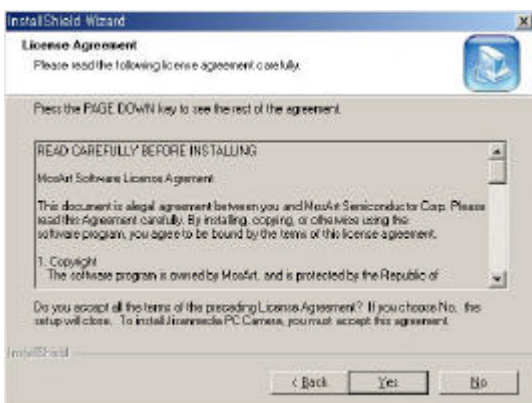 InstallShield Wizard
License Agreement
Please read the following license agreement carefully.
Press the PAGE DOWN key to see the rest of the agreement.
READ CAREFULLY BEFORE INSTALLING
MosArt Software License Agrement
This document is a legal agreement between you and MosArt Semiconductor Corp. Please
read this Agreement carefully. By installing, copying, or otherwise using the
software program, you agree to be bound by the terms of this license agreement.
1. Copyright
The software program is owned by MosArt, and is protected by the Republic of
Do you accept all the terms of the preceding License Agreement? If you choose No, the
setup will close. To install Jicanmedia PC Camera, you must accept this agreement.
InstallShield
< Back
Yes
No